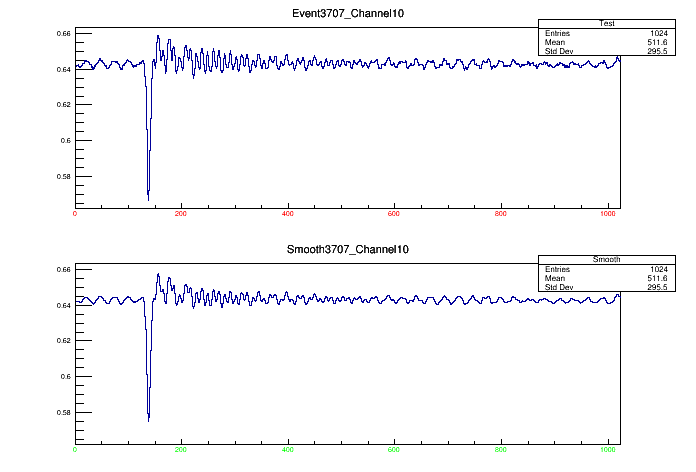 Event3707_Channel10
Test
Entries 1024
Mean 511.6
Std Dev 295.5
0.66
0.64
0.62
0.6
0.58
0 200 400 600 800 1000
Smooth3707_Channel10
Smooth
Entries 1024
Mean 511.6
Std Dev 295.5
0.66
0.64
0.62
0.6
0.58
0 200 400 600 800 1000